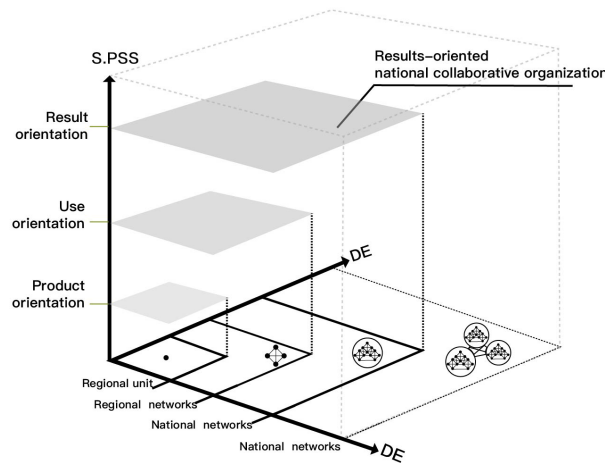 S.PSS
Results-oriented
national collaborative organization
Result
orientation
Use
orientation
DE
Product
orientation
Regional unit
Regional networks
National networks
National networks
DE